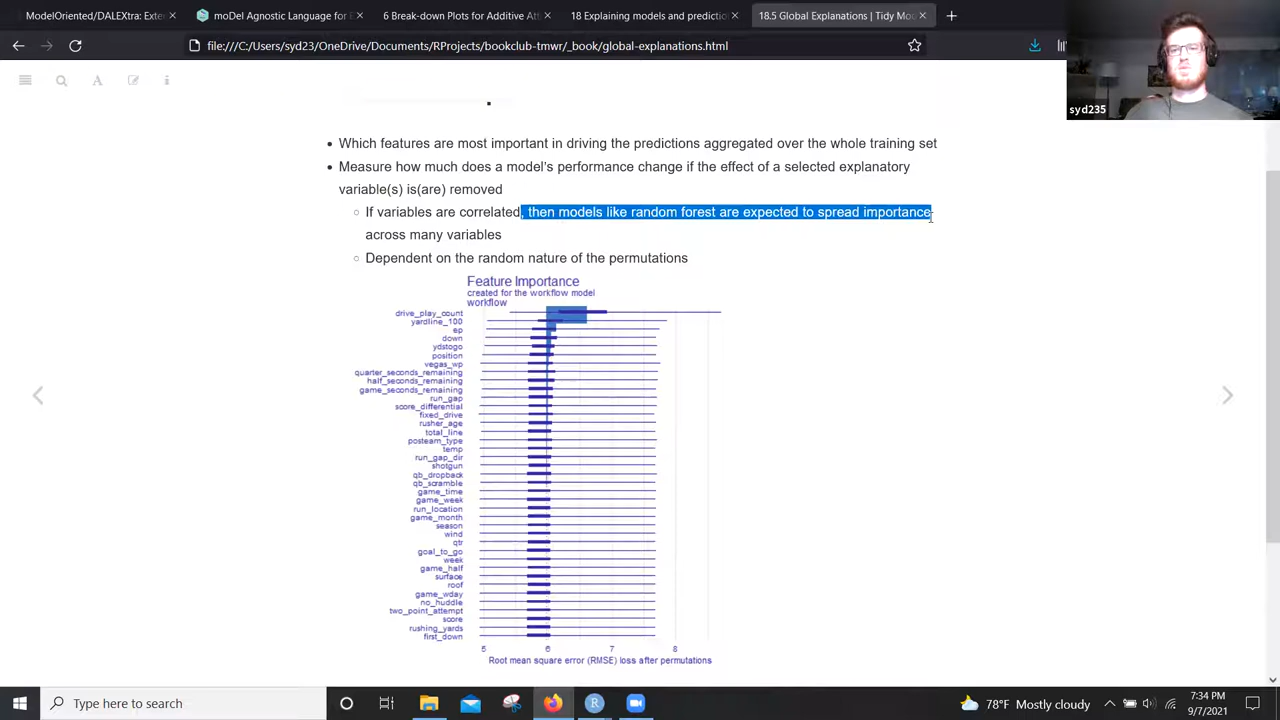 ModelOriented/DALEXtra: Exter
moDel Agnostic Language for E
6 Break-down Plots for Additive At
18 Explaining models and predictio
18.5 Global Explanations | Tidy Mo
file:///C:/Users/syd23/OneDrive/Documents/RProjects/bookclub-tmwr/_book/global-explanations.html
syd235
Which features are most important in driving the predictions aggregated over the whole training set
Measure how much does a model's performance change if the effect of a selected explanatory
variable(s) is(are) removed
If variables are correlated, then models like random forest are expected to spread importance
across many variables
Dependent on the random nature of the permutations
Feature Importance
created for the workflow model
workflow
drive_play_count
yardline_100
ep
down
ydstogo
position
vegas_wp
quarter_seconds_remaining
half_seconds_remaining
game_seconds_remaining
run_gap
score_differential
fixed_drive
rusher_age
total_line
posteam_type
temp
run_gap_dir
shotgun
qb_dropback
qb_scramble
game_time
game_week
run_location
game_month
season
wind
qtr
goal_to_go
week
game_half
surface
roof
game_wday
no_huddle
two_point_attempt
score
rushing_yards
first_down
5 6 7 8
Root mean square error (RMSE) loss after permutations
Type here to search
78°F Mostly cloudy
7:34 PM
9/7/2021